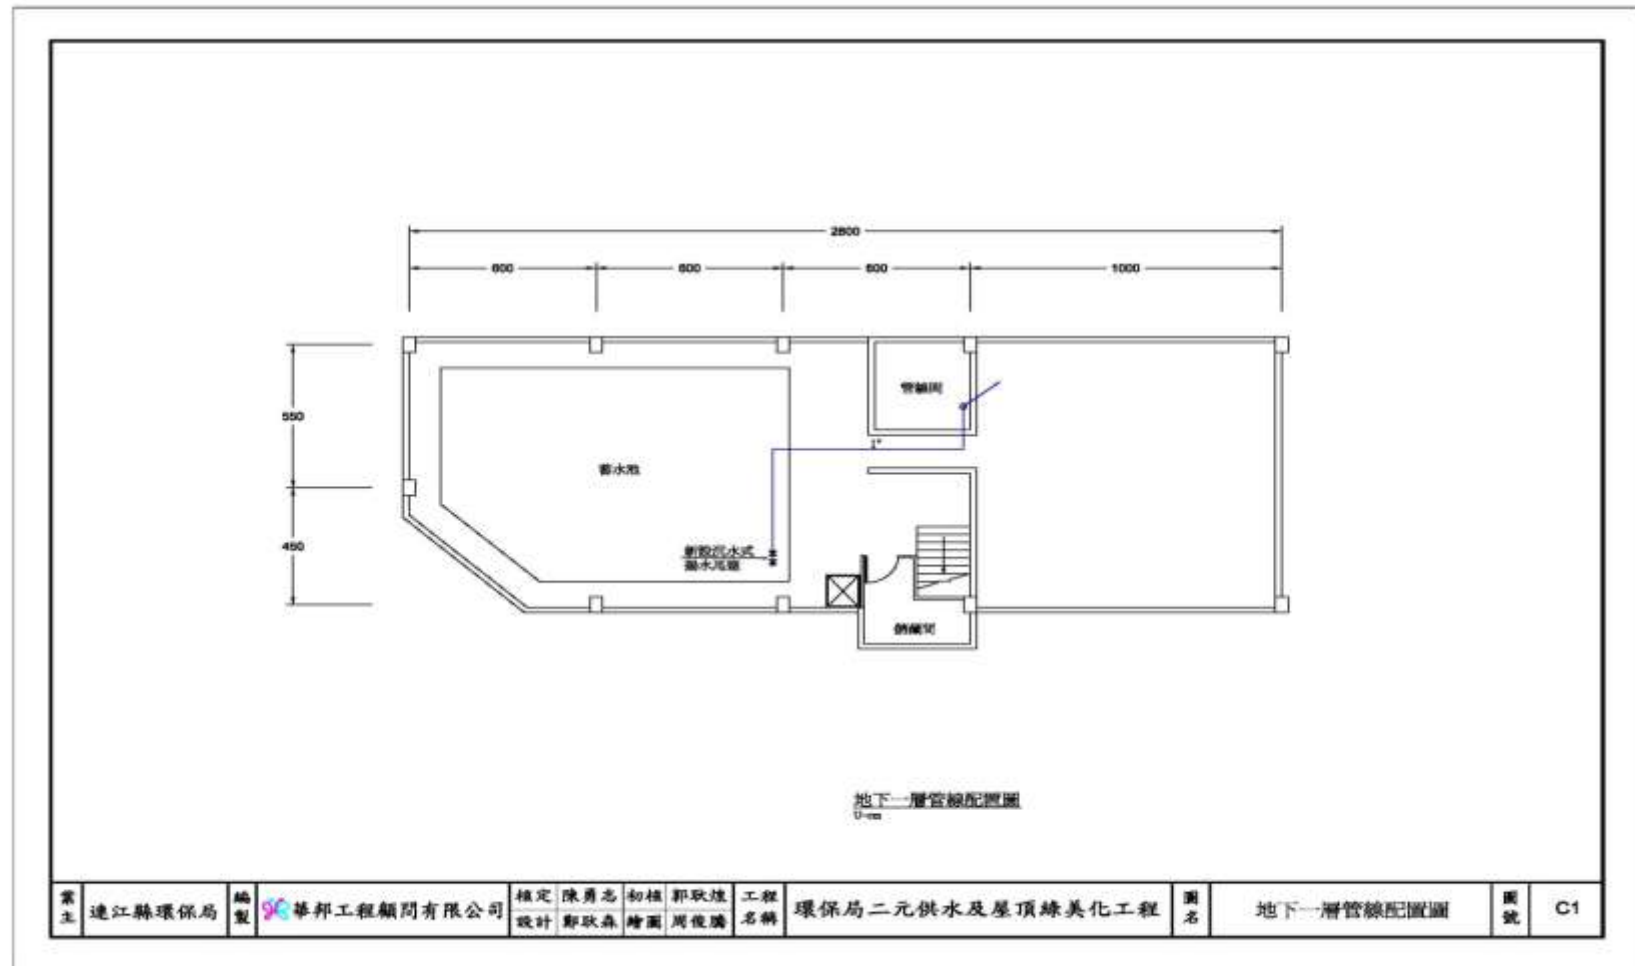 2800
600 600 600 1000
550
管線間
1"
蓄水池
450
新設沉水式
揚水馬達
儲藏間
地下一層管線配置圖
U-cm
業主 連江縣環保局 編製 華邦工程顧問有限公司 核定 陳勇志 初核 郭耿煌 工程名稱 環保局二元供水及屋頂綠美化工程 圖名 地下一層管線配置圖 圖號 C1
設計 鄭耿森 繪圖 周俊騰